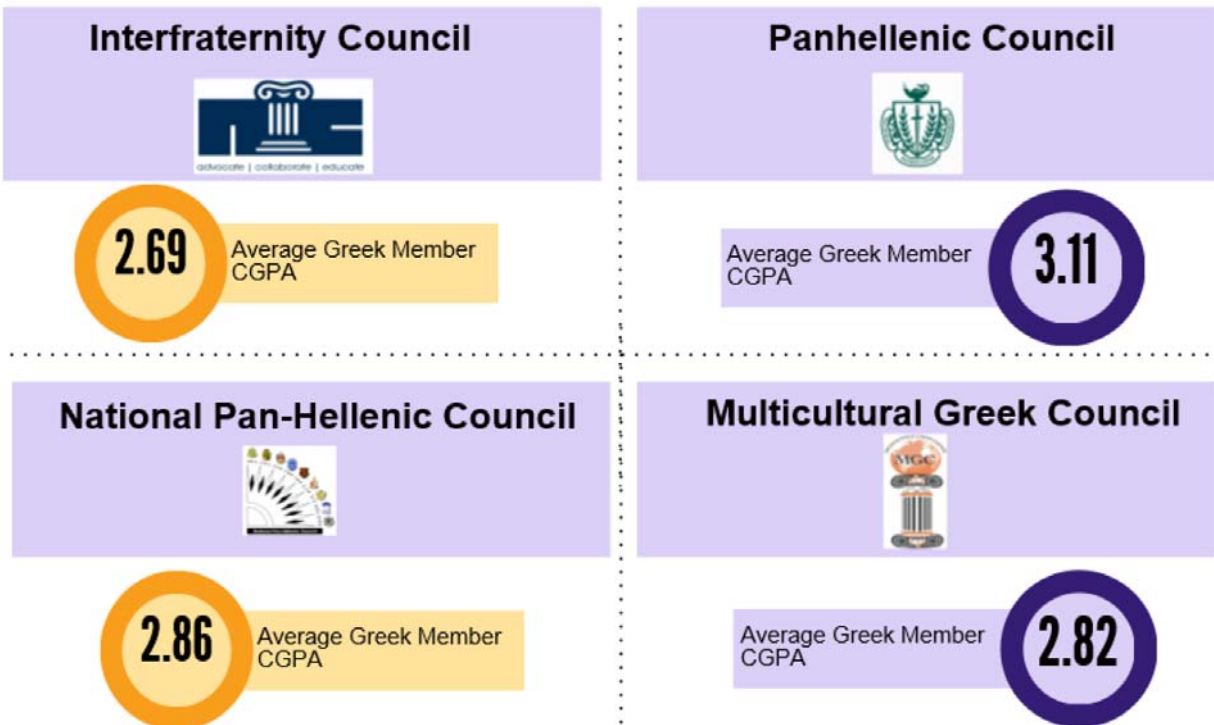 Interfraternity Council
advocate | collaborate | educate
2.69
Average Greek Member
CGPA
Panhellenic Council
Average Greek Member
CGPA
3.11
National Pan-Hellenic Council
2.86
Average Greek Member
CGPA
Multicultural Greek Council
MGC
Average Greek Member
CGPA
2.82